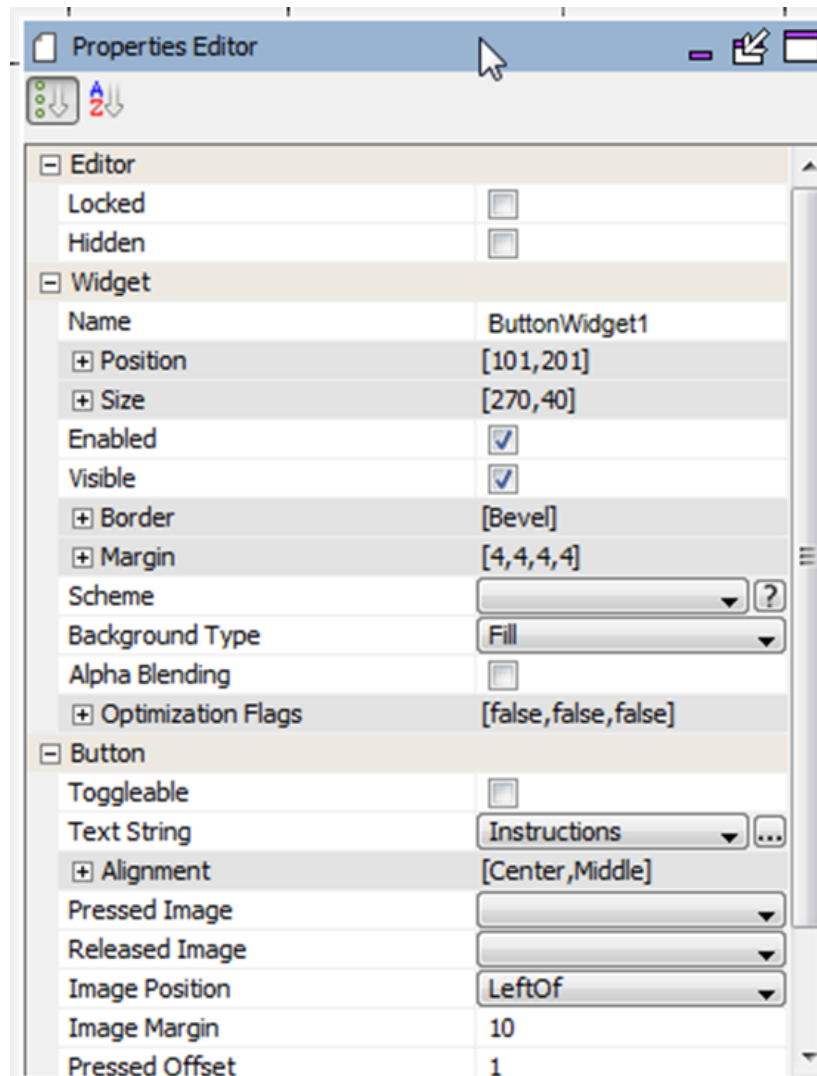 Properties Editor
A
Z
Editor
Locked
Hidden
Widget
Name ButtonWidget1
Position [101,201]
Size [270,40]
Enabled
Visible
Border [Bevel]
Margin [4,4,4,4]
Scheme ?
Background Type Fill
Alpha Blending
Optimization Flags [false,false,false]
Button
Toggleable
Text String Instructions ...
Alignment [Center,Middle]
Pressed Image
Released Image
Image Position LeftOf
Image Margin 10
Pressed Offset 1